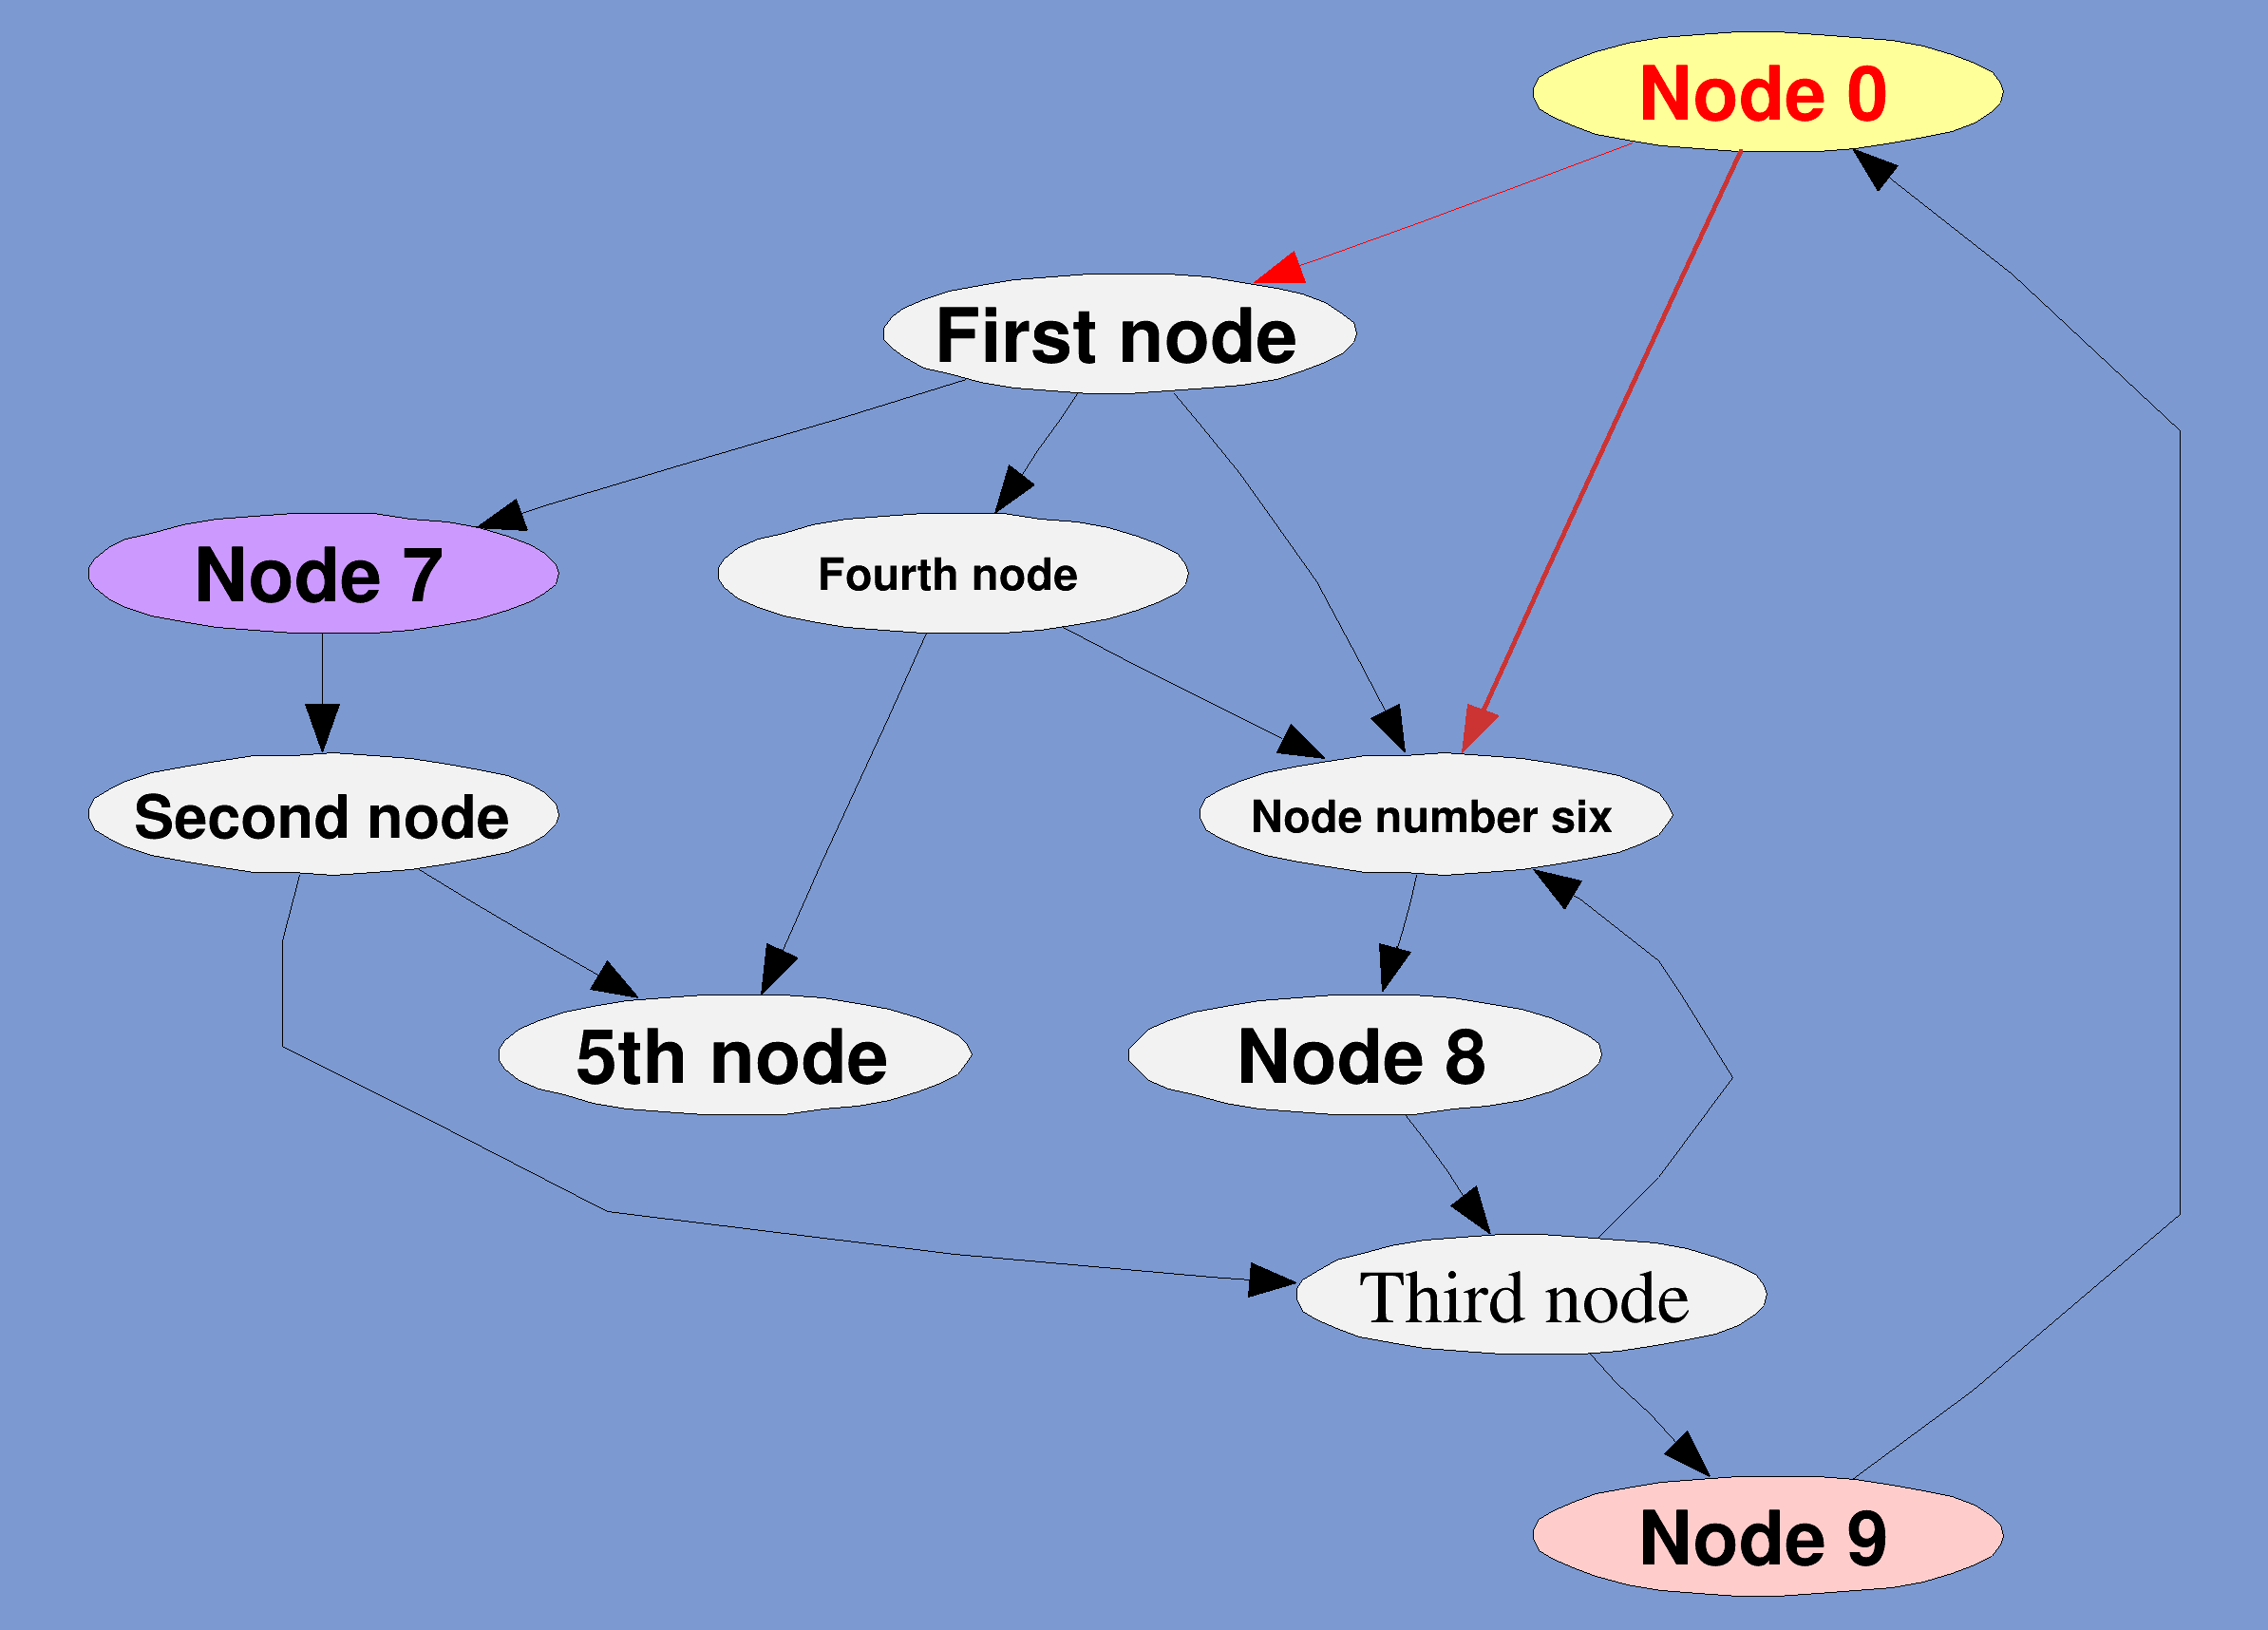 Node 0
First node
Node 7
Fourth node
Second node
Node number six
5th node
Node 8
Third node
Node 9